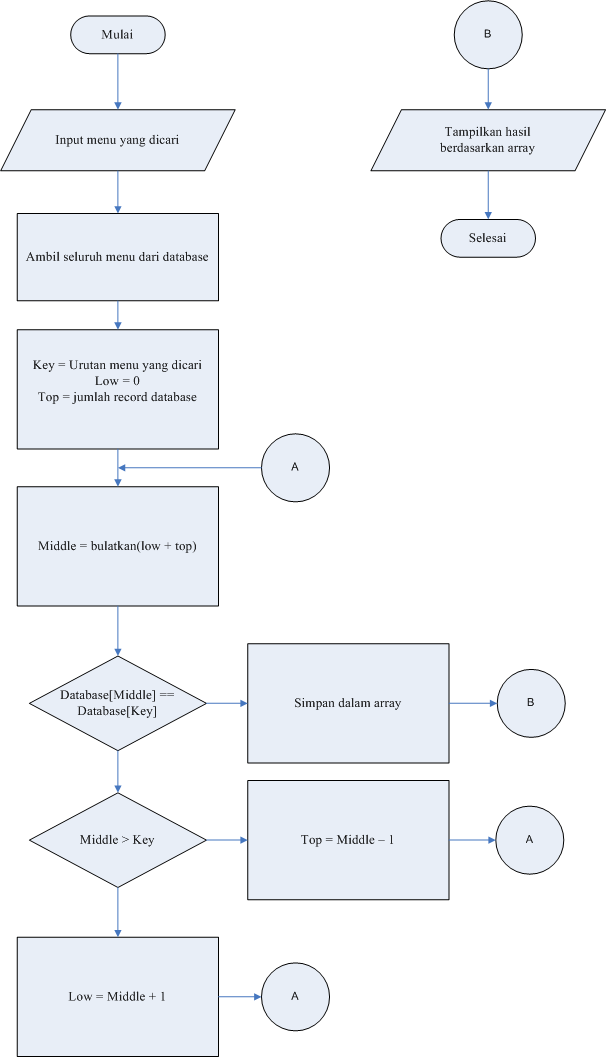 Mulai
Input menu yang dicari
Ambil seluruh menu dari database
Key = Urutan menu yang dicari
Low = 0
Top = jumlah record database
A
Middle = bulatkan(low + top)
Database[Middle] ==
Database[Key]
Simpan dalam array
B
Middle > Key
Top = Middle – 1
A
Low = Middle + 1
A
B
Tampilkan hasil
berdasarkan array
Selesai